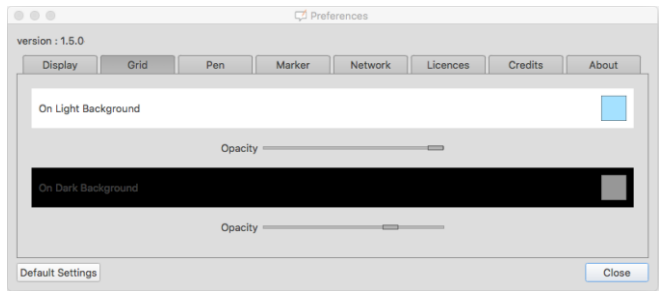 Preferences
version : 1.5.0
Display Grid Pen Marker Network Licences Credits About
On Light Background
Opacity
On Dark Background
Opacity
Default Settings Close